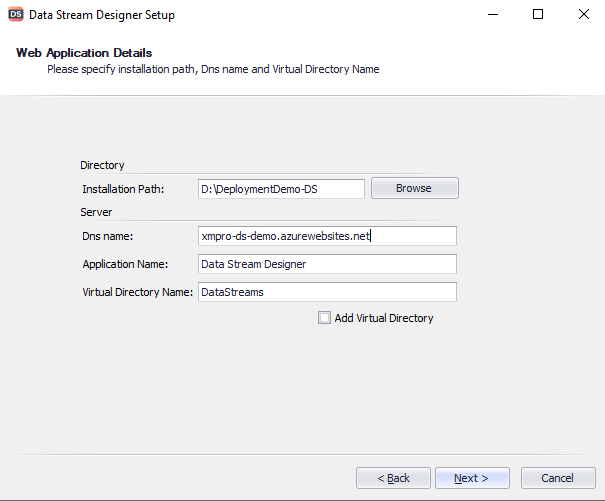 DS Data Stream Designer Setup
Web Application Details
Please specify installation path, Dns name and Virtual Directory Name
Directory
Installation Path: D:\DeploymentDemo-DS Browse
Server
Dns name: xmpro-ds-demo.azurewebsites.net
Application Name: Data Stream Designer
Virtual Directory Name: DataStreams
Add Virtual Directory
< Back Next > Cancel